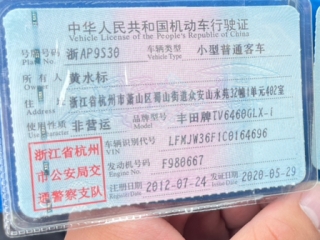 中华人民共和国机动车行驶证
Vehicle License of the People's Republic of China
号牌号码 浙AP9530 车辆类型 小型普通客车
Vehicle Type
所有人 黄水标
住址 浙江省杭州市萧山区蜀山街道众安山水苑32幢1单元402室
使用性质 非营运 品牌型号 丰田牌TV6460GLX-i
Use Character Model
浙江省杭州
市公安局交
通警察支队
车辆识别代号 LFMJW36F1C0164696
VIN
发动机号码 F980667
Engine No.
注册日期 2012-07-24 发证日期 2020-05-29
Register Date Issue Date